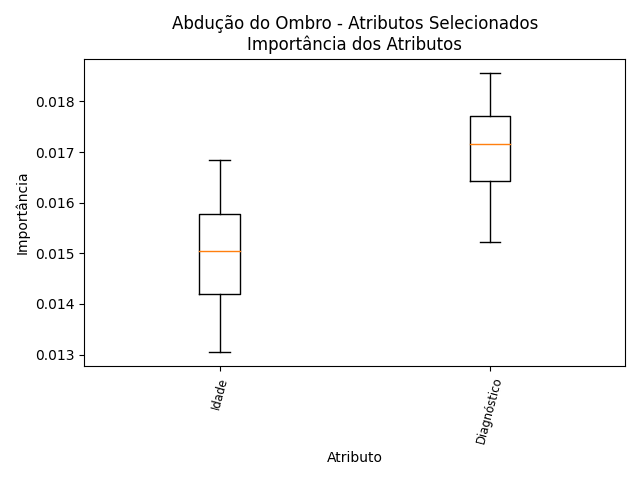 Abdução do Ombro - Atributos Selecionados
Importância dos Atributos
0.018
0.017
0.016
0.015
0.014
0.013
Importância
Idade
Diagnóstico
Atributo